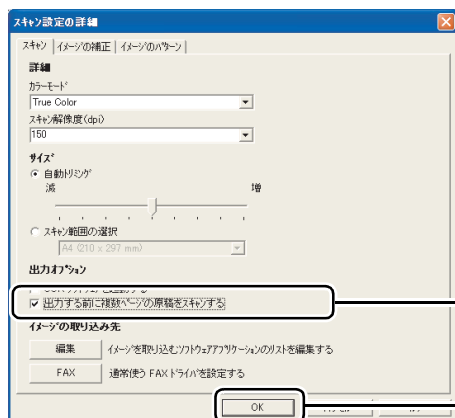 スキャン設定の詳細
スキャン
イメージの補正
イメージのパターン
詳細
カラーモード
True Color
スキャン解像度(dpi)
150
サイズ
自動トリミング
減 増
スキャン範囲の選択
A4 (210 x 297 mm)
出力オプション
出力する前に複数ページの原稿をスキャンする
イメージの取り込み先
編集 イメージを取り込むソフトウェアアプリケーションのリストを編集する
FAX 通常使う FAX ドライバを設定する
OK